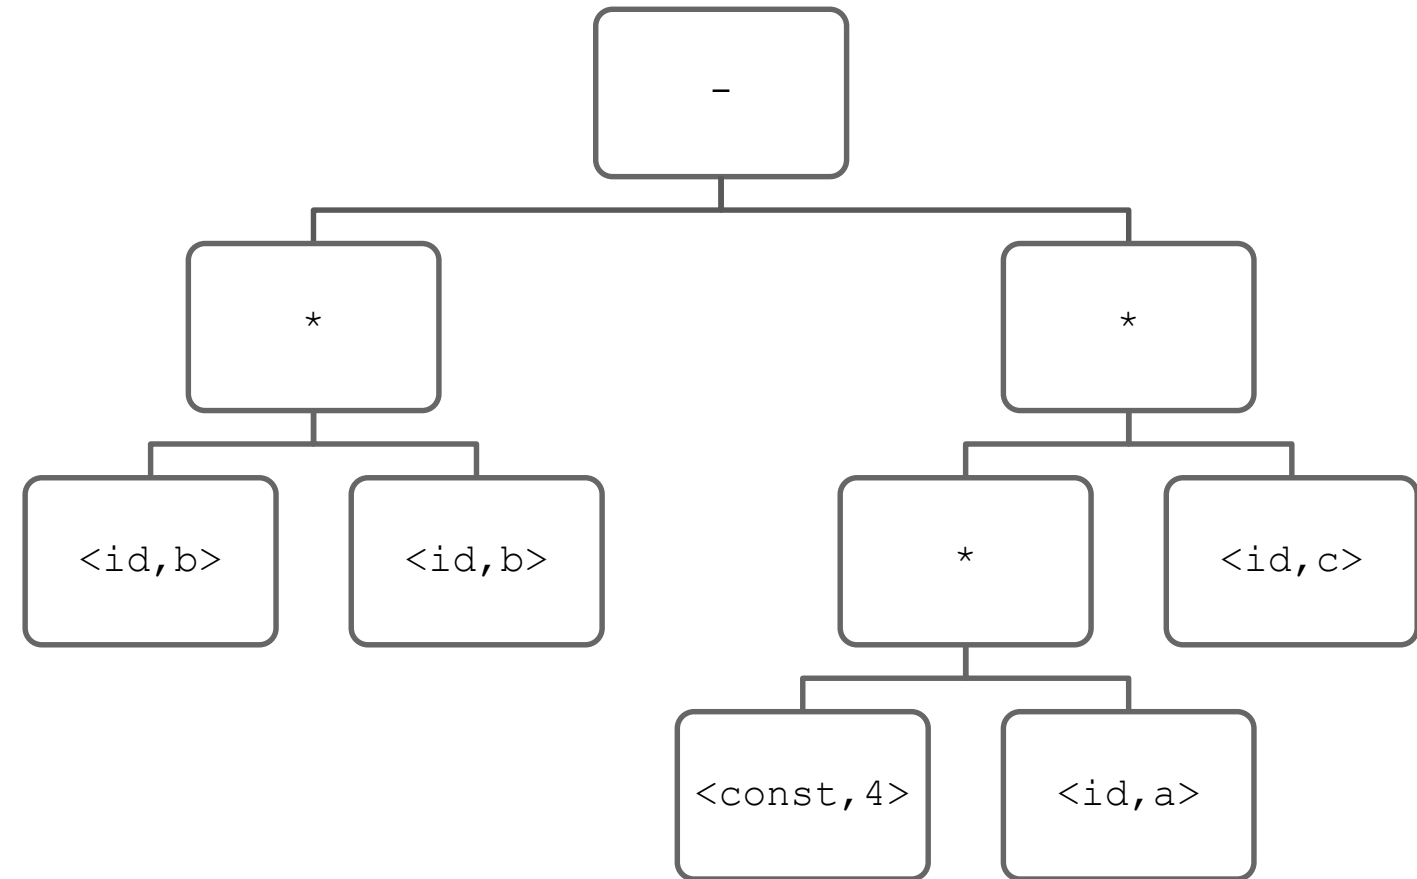 -
*
*
<id,b>
<id,b>
*
<id,c>
<const,4>
<id,a>